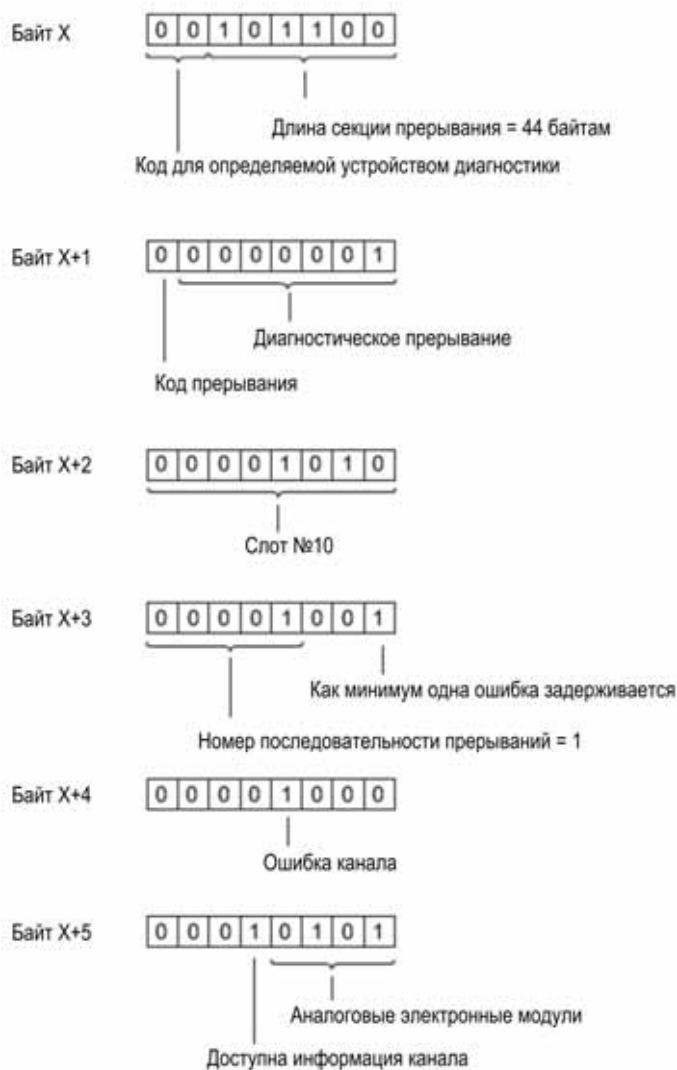 Байт X 0 0 1 0 1 1 0 0
Длина секции прерывания = 44 байтам
Код для определяемой устройством диагностики
Байт X+1 0 0 0 0 0 0 0 1
Диагностическое прерывание
Код прерывания
Байт X+2 0 0 0 0 1 0 1 0
Слот №10
Байт X+3 0 0 0 0 1 0 0 1
Как минимум одна ошибка задерживается
Номер последовательности прерываний = 1
Байт X+4 0 0 0 0 1 0 0 0
Ошибка канала
Байт X+5 0 0 0 1 0 1 0 1
Аналоговые электронные модули
Доступна информация канала